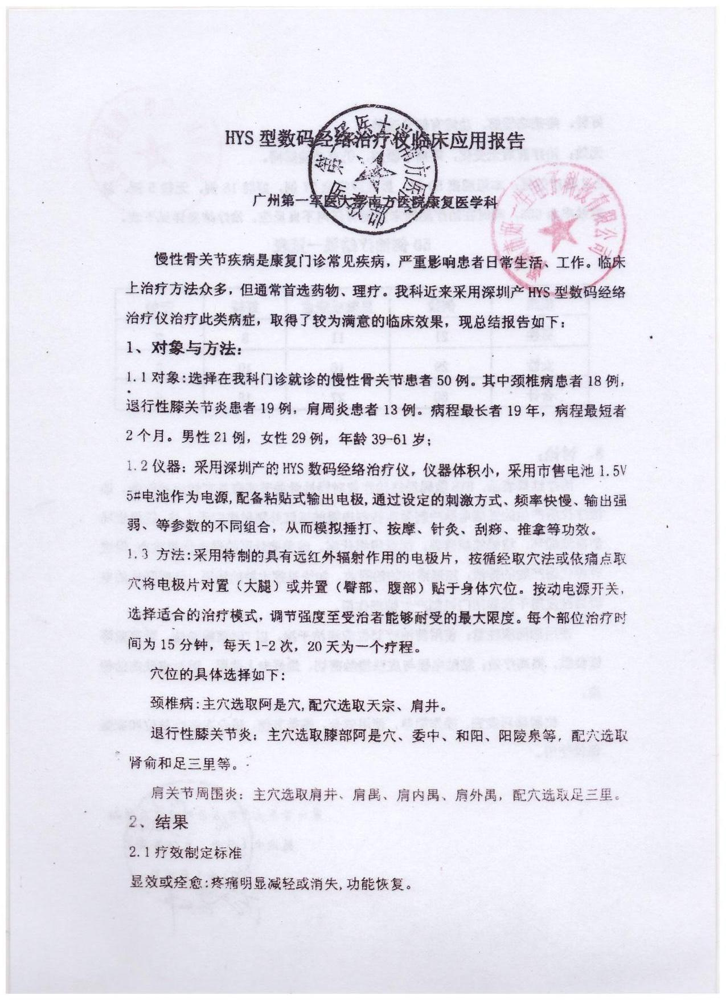 HYS 型数码经络治疗仪临床应用报告
广州第一军医大学南方医院康复医学科
慢性骨关节疾病是康复门诊常见疾病，严重影响患者日常生活、工作。临床
上治疗方法众多，但通常首选药物、理疗。我科近来采用深圳产 HYS 型数码经络
治疗仪治疗此类病症，取得了较为满意的临床效果，现总结报告如下：
1、对象与方法：
1.1 对象：选择在我科门诊就诊的慢性骨关节患者 50 例。其中颈椎病患者 18 例，
退行性膝关节炎患者 19 例，肩周炎患者 13 例。病程最长者 19 年，病程最短者
2 个月。男性 21 例，女性 29 例，年龄 39-61 岁；
1.2 仪器：采用深圳产的 HYS 数码经络治疗仪，仪器体积小，采用市售电池 1.5V
5#电池作为电源，配备粘贴式输出电极，通过设定的刺激方式、频率快慢、输出强
弱、等参数的不同组合，从而模拟捶打、按摩、针灸、刮痧、推拿等功效。
1.3 方法：采用特制的具有远红外辐射作用的电极片，按循经取穴法或依痛点取
穴将电极片对置（大腿）或并置（臀部、腹部）贴于身体穴位。按动电源开关，
选择适合的治疗模式，调节强度至受治者能够耐受的最大限度。每个部位治疗时
间为 15 分钟，每天 1-2 次，20 天为一个疗程。
穴位的具体选择如下：
颈椎病：主穴选取阿是穴，配穴选取天宗、肩井。
退行性膝关节炎：主穴选取膝部阿是穴、委中、和阳、阳陵泉等，配穴选取
肾俞和足三里等。
肩关节周围炎：主穴选取肩井、肩禺、肩内禺、肩外禺，配穴选取足三里。
2、结果
2.1 疗效制定标准
显效或痊愈：疼痛明显减轻或消失，功能恢复。